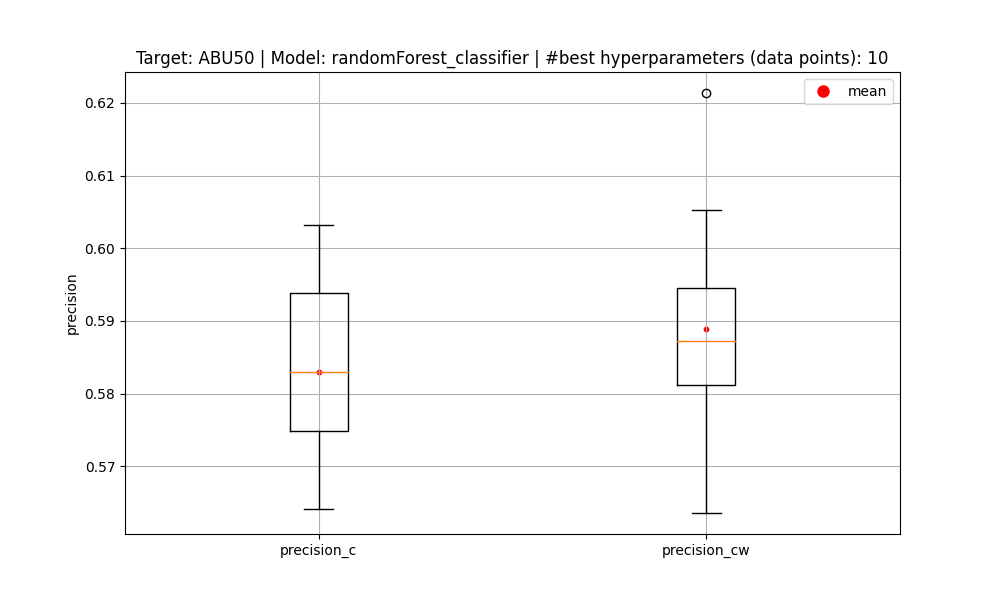 Target: ABU50 | Model: randomForest_classifier | #best hyperparameters (data points): 10
mean
0.62
0.61
0.60
0.59
0.58
0.57
precision
precision_c
precision_cw